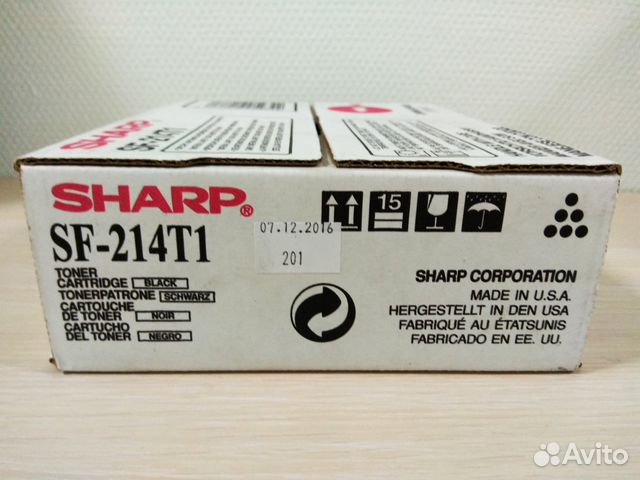 SHARP
SF-214T1
SHARP®
SF-214T1
07.12.2016
201
15
TONER
CARTRIDGE BLACK
TONERPATRONE SCHWARZ
CARTOUCHE
DE TONER NOIR
CARTUCHO
DEL TONER NEGRO
SHARP CORPORATION
MADE IN U.S.A.
HERGESTELLT IN DEN USA
FABRIQUÉ AU ÉTATSUNIS
FABRICADO EN EE. UU.
Avito